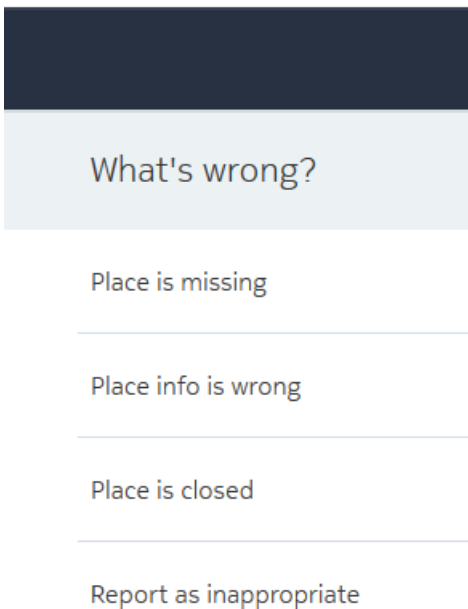 What's wrong?
Place is missing
Place info is wrong
Place is closed
Report as inappropriate